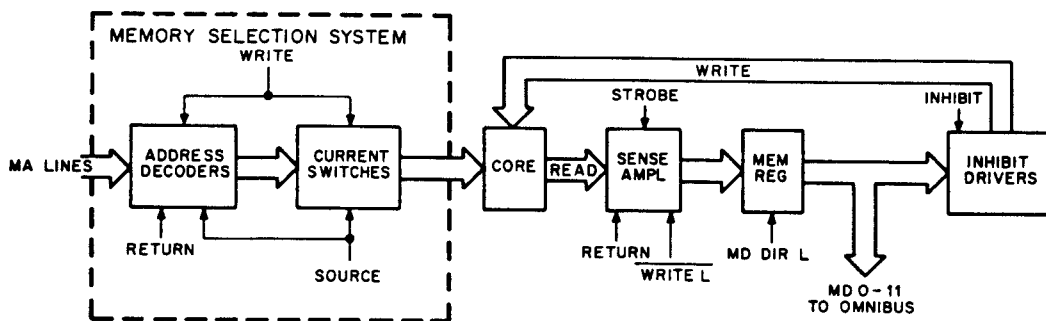 MEMORY SELECTION SYSTEM
WRITE
MA LINES
ADDRESS
DECODERS
CURRENT
SWITCHES
RETURN
SOURCE
CORE
WRITE
READ
STROBE
SENSE
AMPL
RETURN
WRITE L
MEM
REG
MD DIR L
INHIBIT
INHIBIT
DRIVERS
MD 0-11
TO OMNIBUS